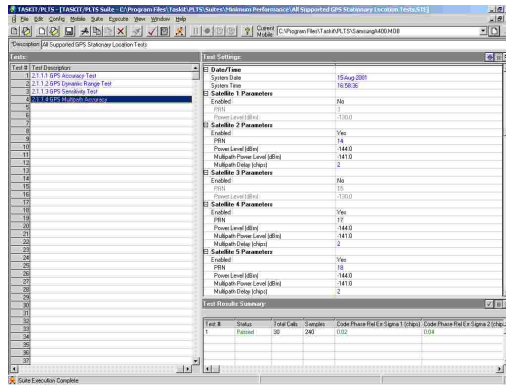 TASKIT/PLTS - [TASKIT/PLTS Suite - C:\Program Files\Taskit\PLTS\Suites\Minimum Performance\All Supported GPS Stationary Location Tests.STE]
File Edit Config Mobile Suite Execute View Window Help
Current Mobile C:\Program Files\Taskit\PLTS\Samsung\A400.MOB
Description: All Supported GPS Stationary Location Tests
Tests:
Test # Test Description
1 2.1.1.1 GPS Accuracy Test
2 2.1.1.2 GPS Dynamic Range Test
3 2.1.1.3 GPS Sensitivity Test
4 2.1.1.4 GPS Multipath Accuracy
5
6
7
8
9
10
11
12
13
14
15
16
17
18
19
20
21
22
23
24
25
26
27
28
29
30
31
32
33
34
35
36
37
Test Settings:
Date/Time
System Date 15 Aug 2001
System Time 16:58:36
Satellite 1 Parameters
Enabled No
PRN
Power Level (dBm) -130.0
Satellite 2 Parameters
Enabled Yes
PRN 14
Power Level (dBm) -144.0
Multipath Power Level (dBm) -141.0
Multipath Delay (chips) 2
Satellite 3 Parameters
Enabled No
PRN 15
Power Level (dBm) -130.0
Satellite 4 Parameters
Enabled Yes
PRN 17
Power Level (dBm) -144.0
Multipath Power Level (dBm) -141.0
Multipath Delay (chips) 2
Satellite 5 Parameters
Enabled Yes
PRN 18
Power Level (dBm) -144.0
Multipath Power Level (dBm) -141.0
Multipath Delay (chips) 2
Test Results Summary:
Test # Status Total Calls Samples Code Phase Rel Err Sigma 1 (chips) Code Phase Rel Err Sigma 2 (chip
1 Passed 30 240 0.02 0.04
Suite Execution Complete